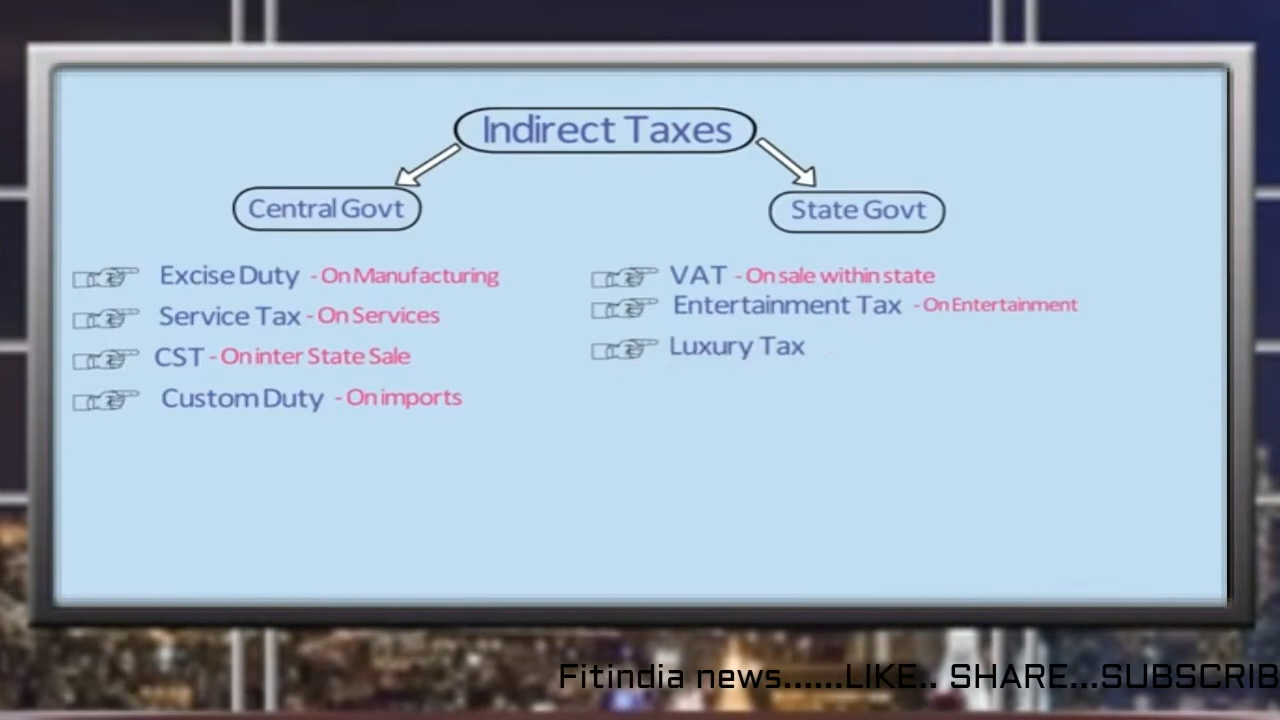 Indirect Taxes
Central Govt
State Govt
Excise Duty - On Manufacturing
Service Tax - On Services
CST - On inter State Sale
Custom Duty - On imports
VAT - On sale within state
Entertainment Tax - On Entertainment
Luxury Tax
Fitindia news......LIKE.. SHARE...SUBSCRIB